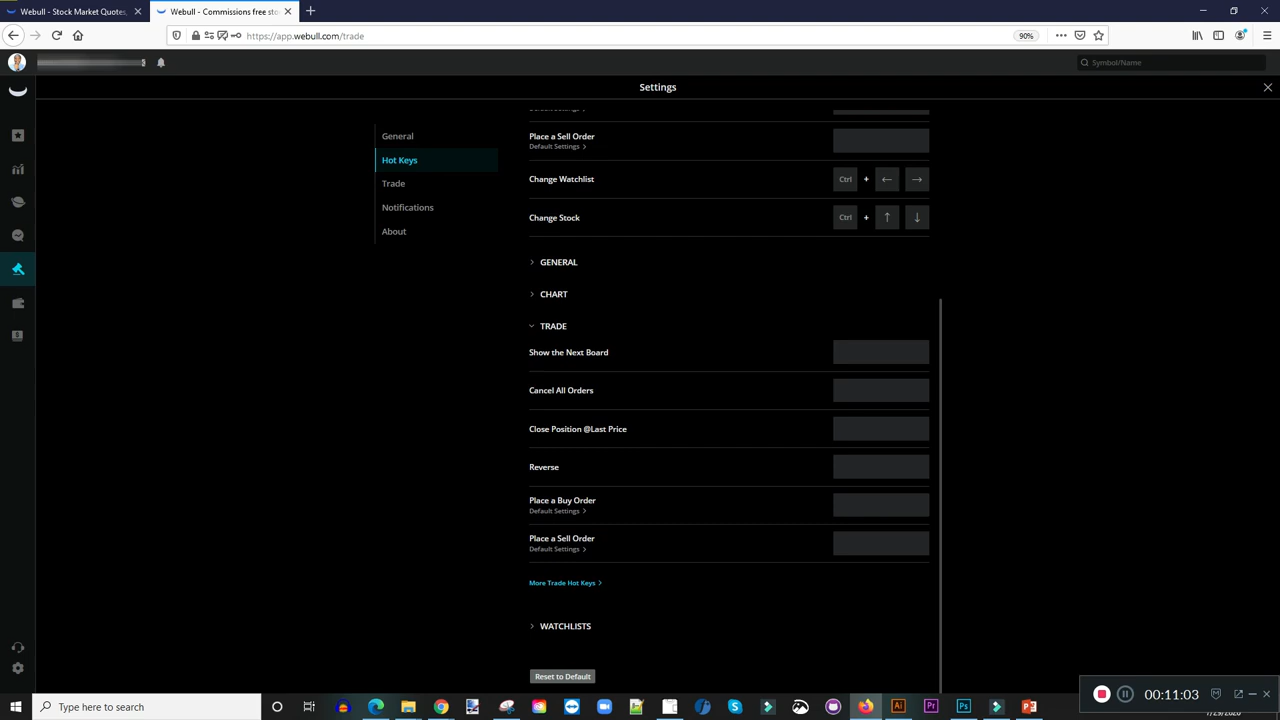 Webull - Stock Market Quotes,
Webull - Commissions free sto
https://app.webull.com/trade
90%
Symbol/Name
Settings
General
Hot Keys
Trade
Notifications
About
Place a Sell Order
Default Settings >
Change Watchlist
Ctrl + ← →
Change Stock
Ctrl + ↑ ↓
GENERAL
CHART
TRADE
Show the Next Board
Cancel All Orders
Close Position @Last Price
Reverse
Place a Buy Order
Default Settings >
Place a Sell Order
Default Settings >
More Trade Hot Keys >
WATCHLISTS
Reset to Default
00:11:03
Type here to search